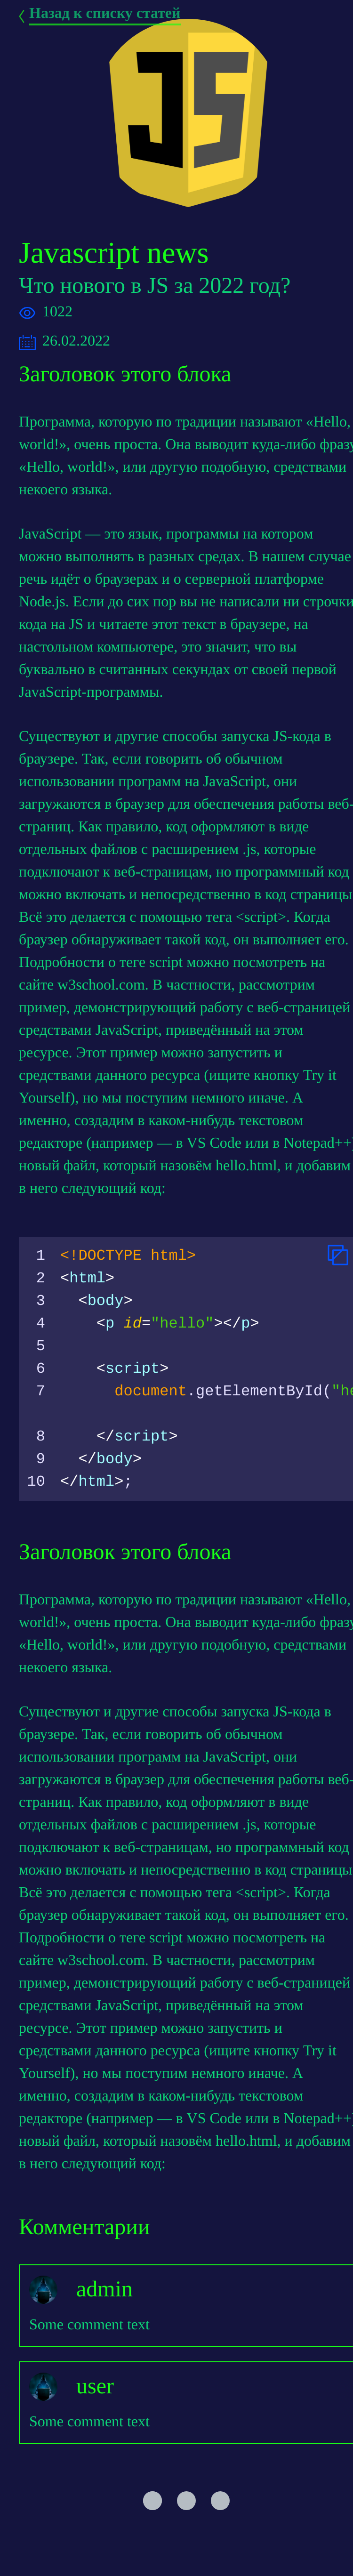 Назад к списку статей
JS
Javascript news
Что нового в JS за 2022 год?
1022
26.02.2022
Заголовок этого блока
Программа, которую по традиции называют «Hello,
world!», очень проста. Она выводит куда-либо фразу
«Hello, world!», или другую подобную, средствами
некоего языка.
JavaScript — это язык, программы на котором
можно выполнять в разных средах. В нашем случае
речь идёт о браузерах и о серверной платформе
Node.js. Если до сих пор вы не написали ни строчки
кода на JS и читаете этот текст в браузере, на
настольном компьютере, это значит, что вы
буквально в считанных секундах от своей первой
JavaScript-программы.
Существуют и другие способы запуска JS-кода в
браузере. Так, если говорить об обычном
использовании программ на JavaScript, они
загружаются в браузер для обеспечения работы веб-
страниц. Как правило, код оформляют в виде
отдельных файлов с расширением .js, которые
подключают к веб-страницам, но программный код
можно включать и непосредственно в код страницы
Всё это делается с помощью тега <script>. Когда
браузер обнаруживает такой код, он выполняет его.
Подробности о теге script можно посмотреть на
сайте w3school.com. В частности, рассмотрим
пример, демонстрирующий работу с веб-страницей
средствами JavaScript, приведённый на этом
ресурсе. Этот пример можно запустить и
средствами данного ресурса (ищите кнопку Try it
Yourself), но мы поступим немного иначе. А
именно, создадим в каком-нибудь текстовом
редакторе (например — в VS Code или в Notepad++)
новый файл, который назовём hello.html, и добавим
в него следующий код:
1 <!DOCTYPE html>
2 <html>
3 <body>
4 <p id="hello"></p>
5
6 <script>
7 document.getElementById("he
8 </script>
9 </body>
10 </html>;
Заголовок этого блока
Программа, которую по традиции называют «Hello,
world!», очень проста. Она выводит куда-либо фразу
«Hello, world!», или другую подобную, средствами
некоего языка.
Существуют и другие способы запуска JS-кода в
браузере. Так, если говорить об обычном
использовании программ на JavaScript, они
загружаются в браузер для обеспечения работы веб-
страниц. Как правило, код оформляют в виде
отдельных файлов с расширением .js, которые
подключают к веб-страницам, но программный код
можно включать и непосредственно в код страницы
Всё это делается с помощью тега <script>. Когда
браузер обнаруживает такой код, он выполняет его.
Подробности о теге script можно посмотреть на
сайте w3school.com. В частности, рассмотрим
пример, демонстрирующий работу с веб-страницей
средствами JavaScript, приведённый на этом
ресурсе. Этот пример можно запустить и
средствами данного ресурса (ищите кнопку Try it
Yourself), но мы поступим немного иначе. А
именно, создадим в каком-нибудь текстовом
редакторе (например — в VS Code или в Notepad++)
новый файл, который назовём hello.html, и добавим
в него следующий код:
Комментарии
admin
Some comment text
user
Some comment text